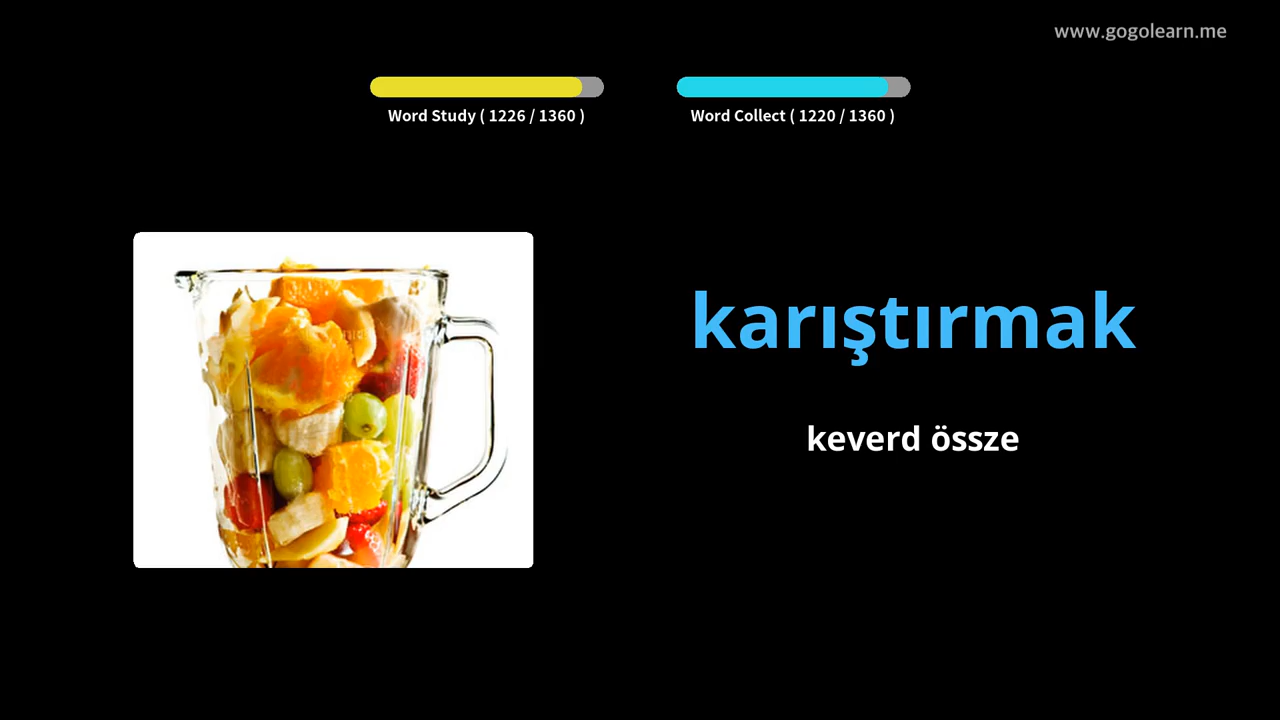 www.gogolearn.me
Word Study ( 1226 / 1360 )
Word Collect ( 1220 / 1360 )
karıştırmak
keverd össze